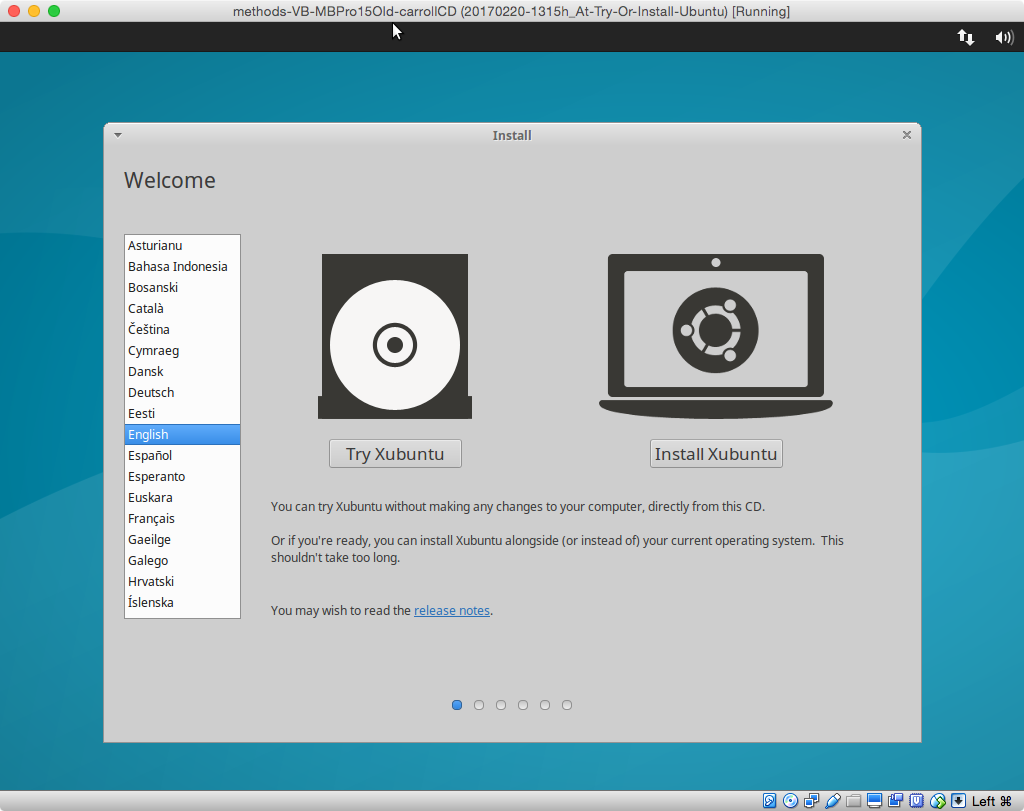 methods-VB-MBPro15Old-carrollCD (20170220-1315h_At-Try-Or-Install-Ubuntu) [Running]
Install
Welcome
Asturianu
Bahasa Indonesia
Bosanski
Català
Čeština
Cymraeg
Dansk
Deutsch
Eesti
English
Español
Esperanto
Euskara
Français
Gaeilge
Galego
Hrvatski
Íslenska
Try Xubuntu
Install Xubuntu
You can try Xubuntu without making any changes to your computer, directly from this CD.
Or if you're ready, you can install Xubuntu alongside (or instead of) your current operating system.  This
shouldn't take too long.
You may wish to read the release notes.
Left ⌘